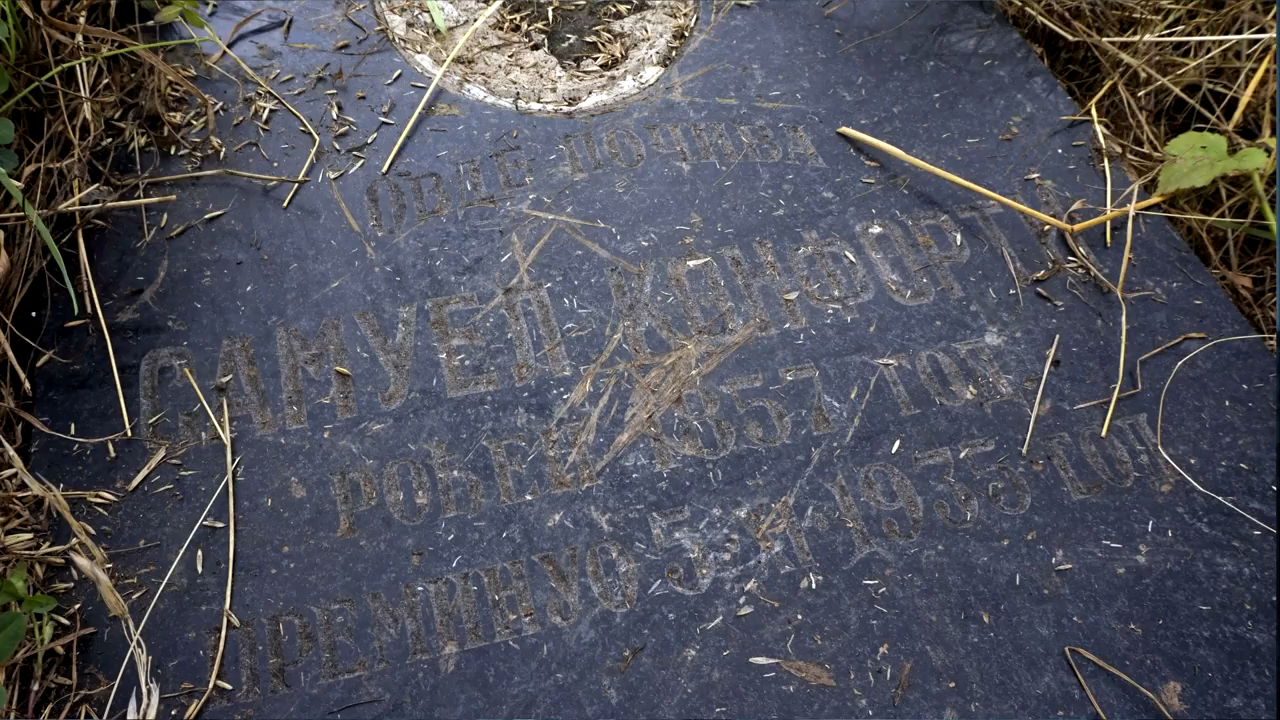 ОВДЕ ПОЧИВА
САМУЕЛ КОНФОРТИ
РОЂЕН 1857 ГОД
ПРЕМИНУО 5-X-1935 ГОД